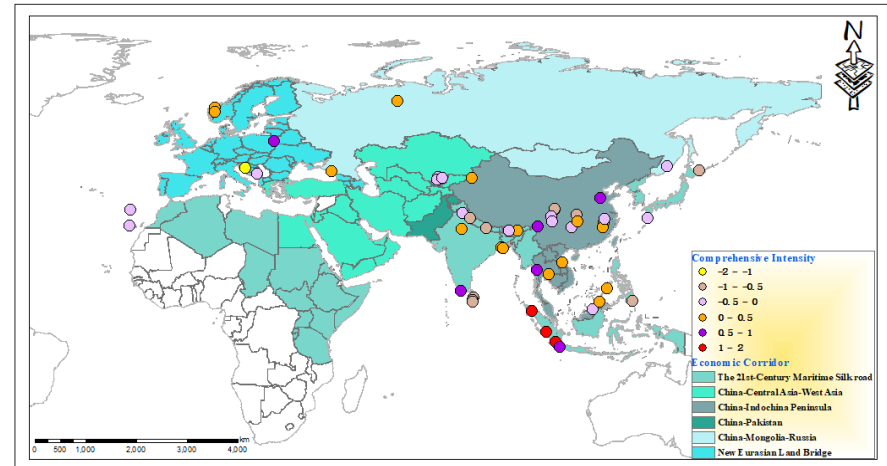 N
Comprehensive Intensity
-2 - -1
-1 - -0.5
-0.5 - 0
0 - 0.5
0.5 - 1
1 - 2
Economic Corridor
The 21st-Century Maritime Silk road
China-Central Asia-West Asia
China-Indochina Peninsula
China-Pakistan
China-Mongolia-Russia
New Eurasian Land Bridge
km
0 500 1,000 2,000 3,000 4,000